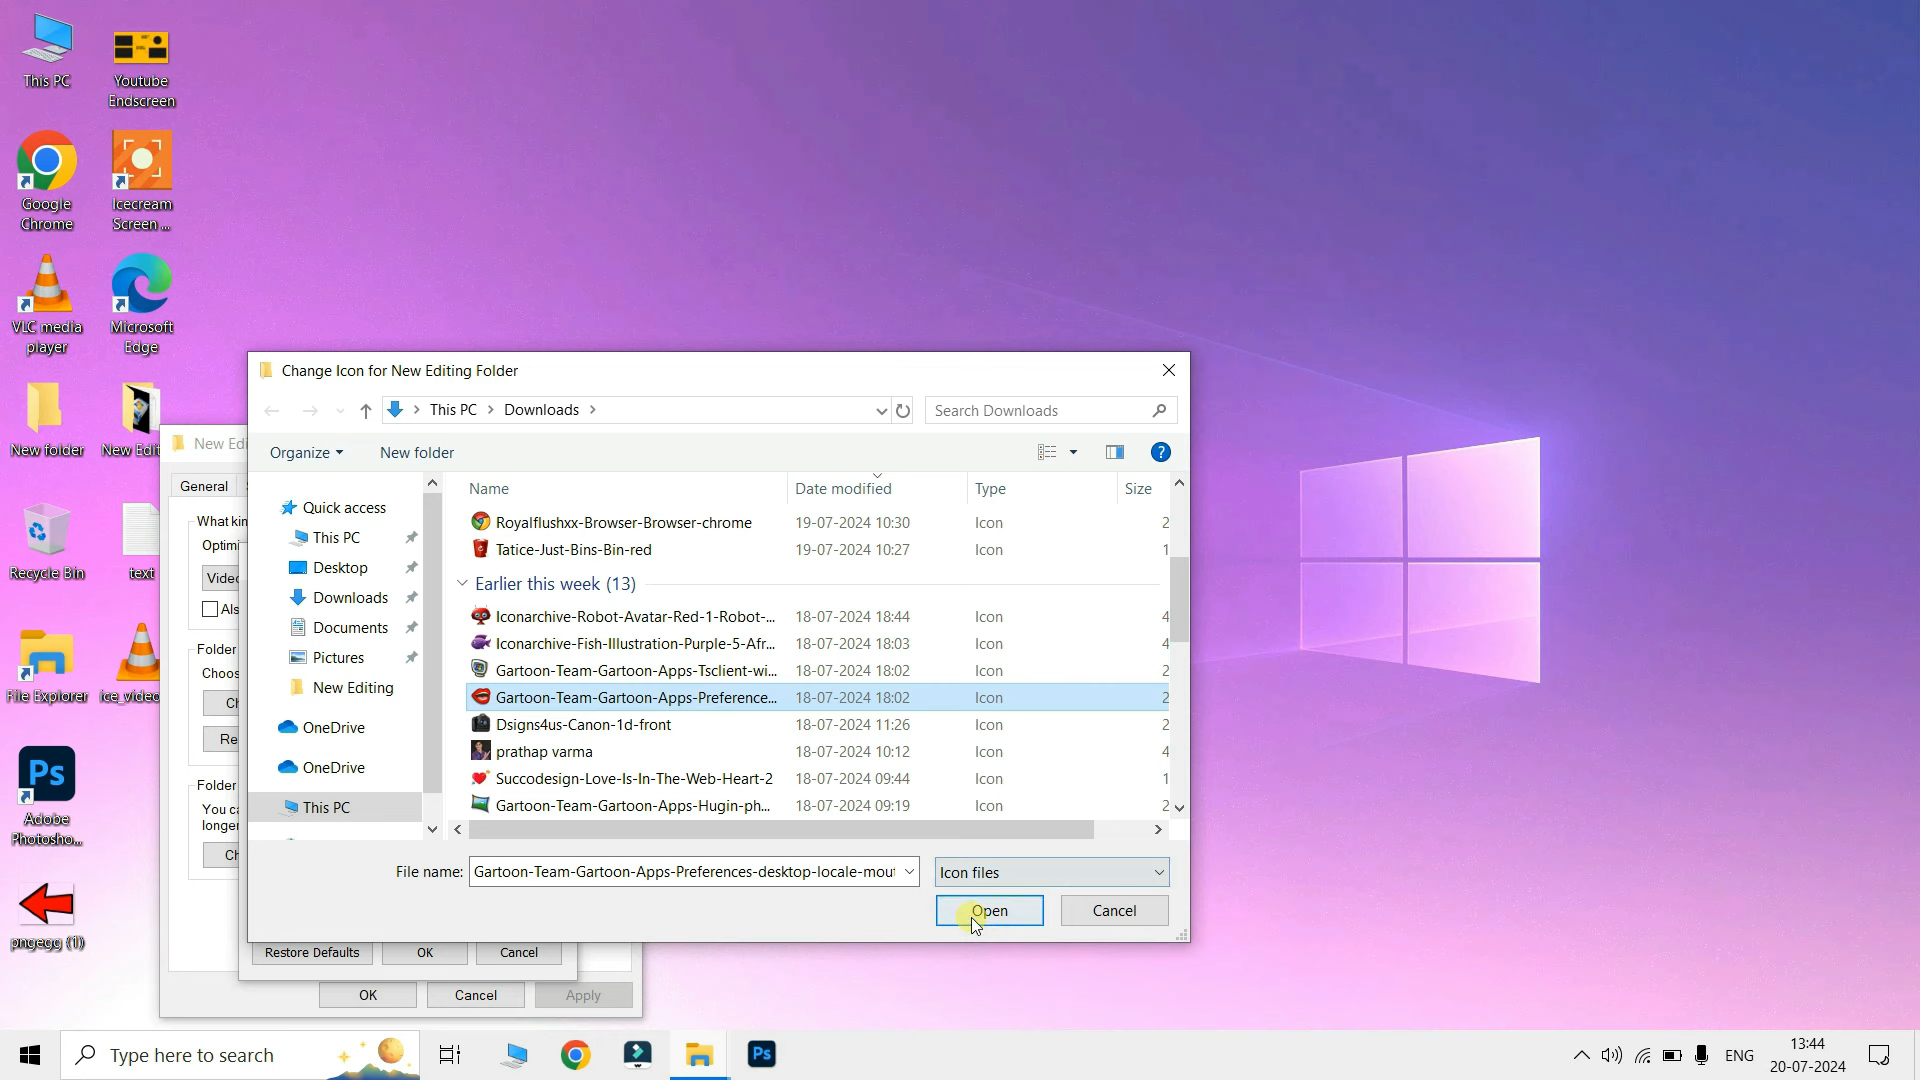 This PC
Youtube
Endscreen
Google
Chrome
Icecream
Screen ...
VLC media
player
Microsoft
Edge
New folder
New Edit
Recycle Bin
text
File Explorer
ice_video
Ps
Adobe
Photosho...
pngegg (1)
New Edi
General
What kin
Optimi
Video
Als
Folder
Choos
Ch
Re
Folder
You ca
longer
Ch
Restore Defaults
OK
Cancel
OK
Cancel
Apply
Change Icon for New Editing Folder
This PC
Downloads
Search Downloads
Organize
New folder
Quick access
This PC
Desktop
Downloads
Documents
Pictures
New Editing
OneDrive
OneDrive
This PC
Name Date modified Type Size
Royalflushxx-Browser-Browser-chrome 19-07-2024 10:30 Icon 2
Tatice-Just-Bins-Bin-red 19-07-2024 10:27 Icon 1
Earlier this week (13)
Iconarchive-Robot-Avatar-Red-1-Robot-... 18-07-2024 18:44 Icon 4
Iconarchive-Fish-Illustration-Purple-5-Afr... 18-07-2024 18:03 Icon 4
Gartoon-Team-Gartoon-Apps-Tsclient-wi... 18-07-2024 18:02 Icon 2
Gartoon-Team-Gartoon-Apps-Preference... 18-07-2024 18:02 Icon 2
Dsigns4us-Canon-1d-front 18-07-2024 11:26 Icon 2
prathap varma 18-07-2024 10:12 Icon 4
Succodesign-Love-Is-In-The-Web-Heart-2 18-07-2024 09:44 Icon 1
Gartoon-Team-Gartoon-Apps-Hugin-ph... 18-07-2024 09:19 Icon 2
File name: Gartoon-Team-Gartoon-Apps-Preferences-desktop-locale-mout
Icon files
Open
Cancel
Type here to search
Ps
ENG
13:44
20-07-2024